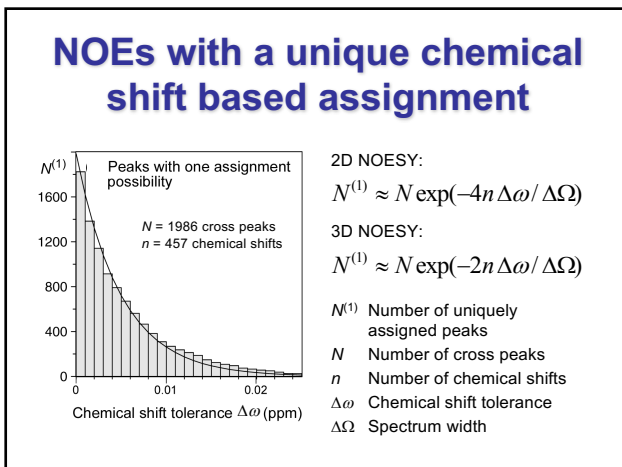 NOEs with a unique chemical
shift based assignment
N⁽¹⁾
Peaks with one assignment
possibility
N = 1986 cross peaks
n = 457 chemical shifts
1600
1200
800
400
0
0 0.01 0.02
Chemical shift tolerance Δω (ppm)
2D NOESY:
N⁽¹⁾ ≈ N exp(−4n Δω / ΔΩ)
3D NOESY:
N⁽¹⁾ ≈ N exp(−2n Δω / ΔΩ)
N⁽¹⁾ Number of uniquely
assigned peaks
N Number of cross peaks
n Number of chemical shifts
Δω Chemical shift tolerance
ΔΩ Spectrum width